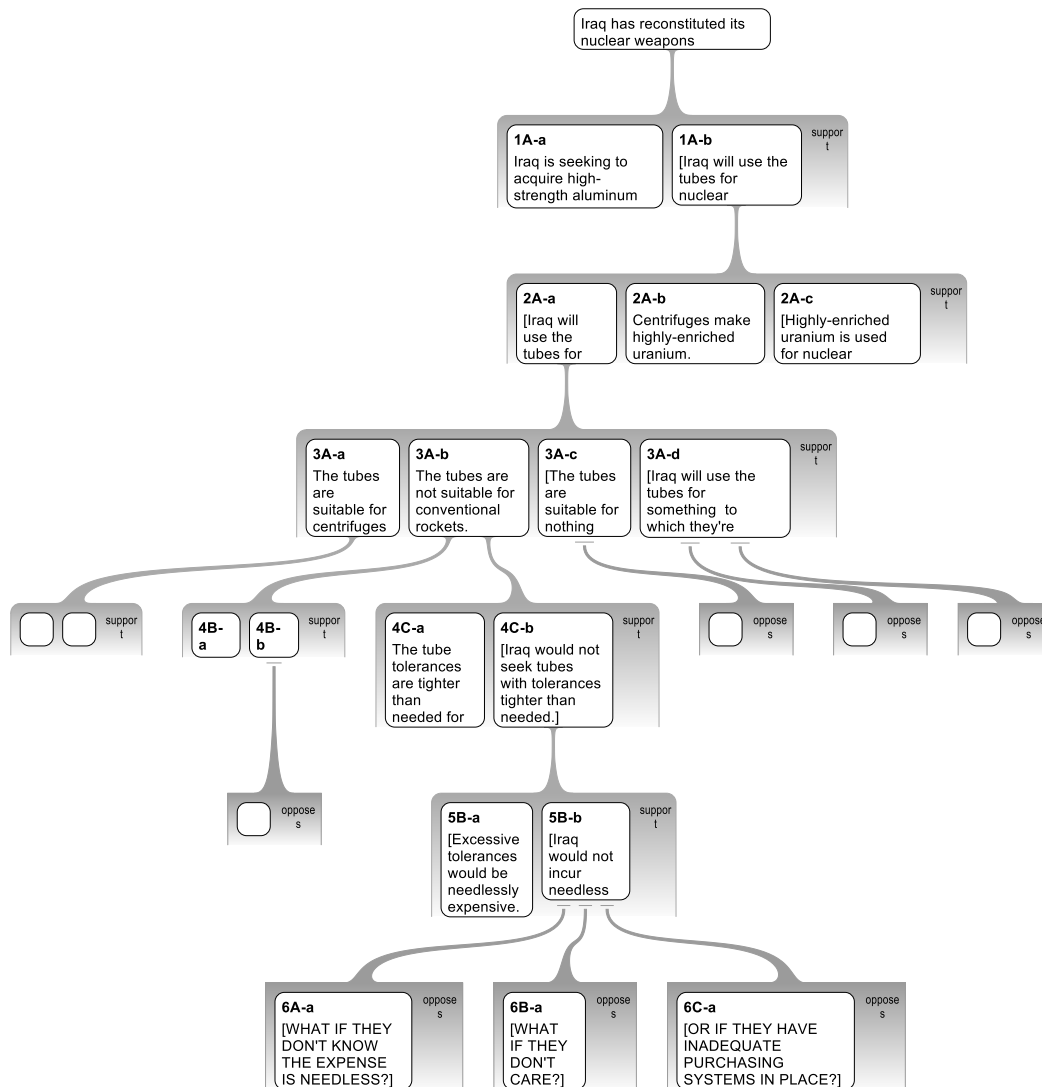 Iraq has reconstituted its
nuclear weapons
1A-a
Iraq is seeking to
acquire high-
strength aluminum
1A-b
[Iraq will use the
tubes for
nuclear
suppor
t
2A-a
[Iraq will
use the
tubes for
2A-b
Centrifuges make
highly-enriched
uranium.
2A-c
[Highly-enriched
uranium is used
for nuclear
suppor
t
3A-a
The tubes
are
suitable for
centrifuges
3A-b
The tubes are
not suitable for
conventional
rockets.
3A-c
[The tubes
are
suitable for
nothing
3A-d
[Iraq will use the
tubes for
something  to
which they're
suppor
t
suppor
t
4B-
a
4B-
b
suppor
t
4C-a
The tube
tolerances
are tighter
than
needed for
4C-b
[Iraq would not
seek tubes
with tolerances
tighter than
needed.]
suppor
t
oppose
s
oppose
s
oppose
s
oppose
s
5B-a
[Excessive
tolerances
would be
needlessly
expensive.
5B-b
[Iraq
would not
incur
needless
suppor
t
6A-a
[WHAT IF THEY
DON'T KNOW
THE EXPENSE
IS NEEDLESS?]
oppose
s
6B-a
[WHAT
IF THEY
DON'T
CARE?]
oppose
s
6C-a
[OR IF THEY HAVE
INADEQUATE
PURCHASING
SYSTEMS IN PLACE?]
oppose
s